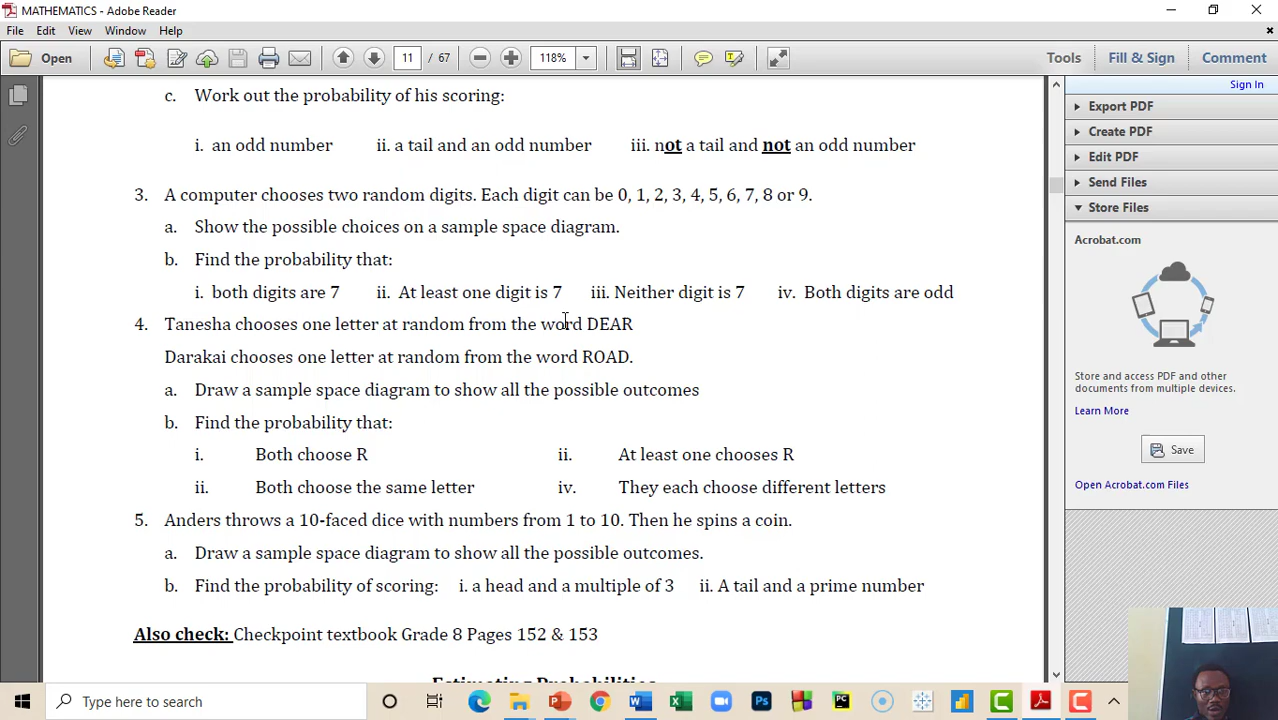 MATHEMATICS - Adobe Reader
File Edit View Window Help
Open 11 / 67 118% Tools Fill & Sign Comment
Sign In
Export PDF
Create PDF
Edit PDF
Send Files
Store Files
Acrobat.com
Store and access PDF and other
documents from multiple devices.
Learn More
Save
Open Acrobat.com Files
c. Work out the probability of his scoring:
i. an odd number ii. a tail and an odd number iii. not a tail and not an odd number
3. A computer chooses two random digits. Each digit can be 0, 1, 2, 3, 4, 5, 6, 7, 8 or 9.
a. Show the possible choices on a sample space diagram.
b. Find the probability that:
i. both digits are 7 ii. At least one digit is 7 iii. Neither digit is 7 iv. Both digits are odd
4. Tanesha chooses one letter at random from the word DEAR
Darakai chooses one letter at random from the word ROAD.
a. Draw a sample space diagram to show all the possible outcomes
b. Find the probability that:
i. Both choose R ii. At least one chooses R
ii. Both choose the same letter iv. They each choose different letters
5. Anders throws a 10-faced dice with numbers from 1 to 10. Then he spins a coin.
a. Draw a sample space diagram to show all the possible outcomes.
b. Find the probability of scoring: i. a head and a multiple of 3 ii. A tail and a prime number
Also check: Checkpoint textbook Grade 8 Pages 152 & 153
Estimating Probabilities
Type here to search